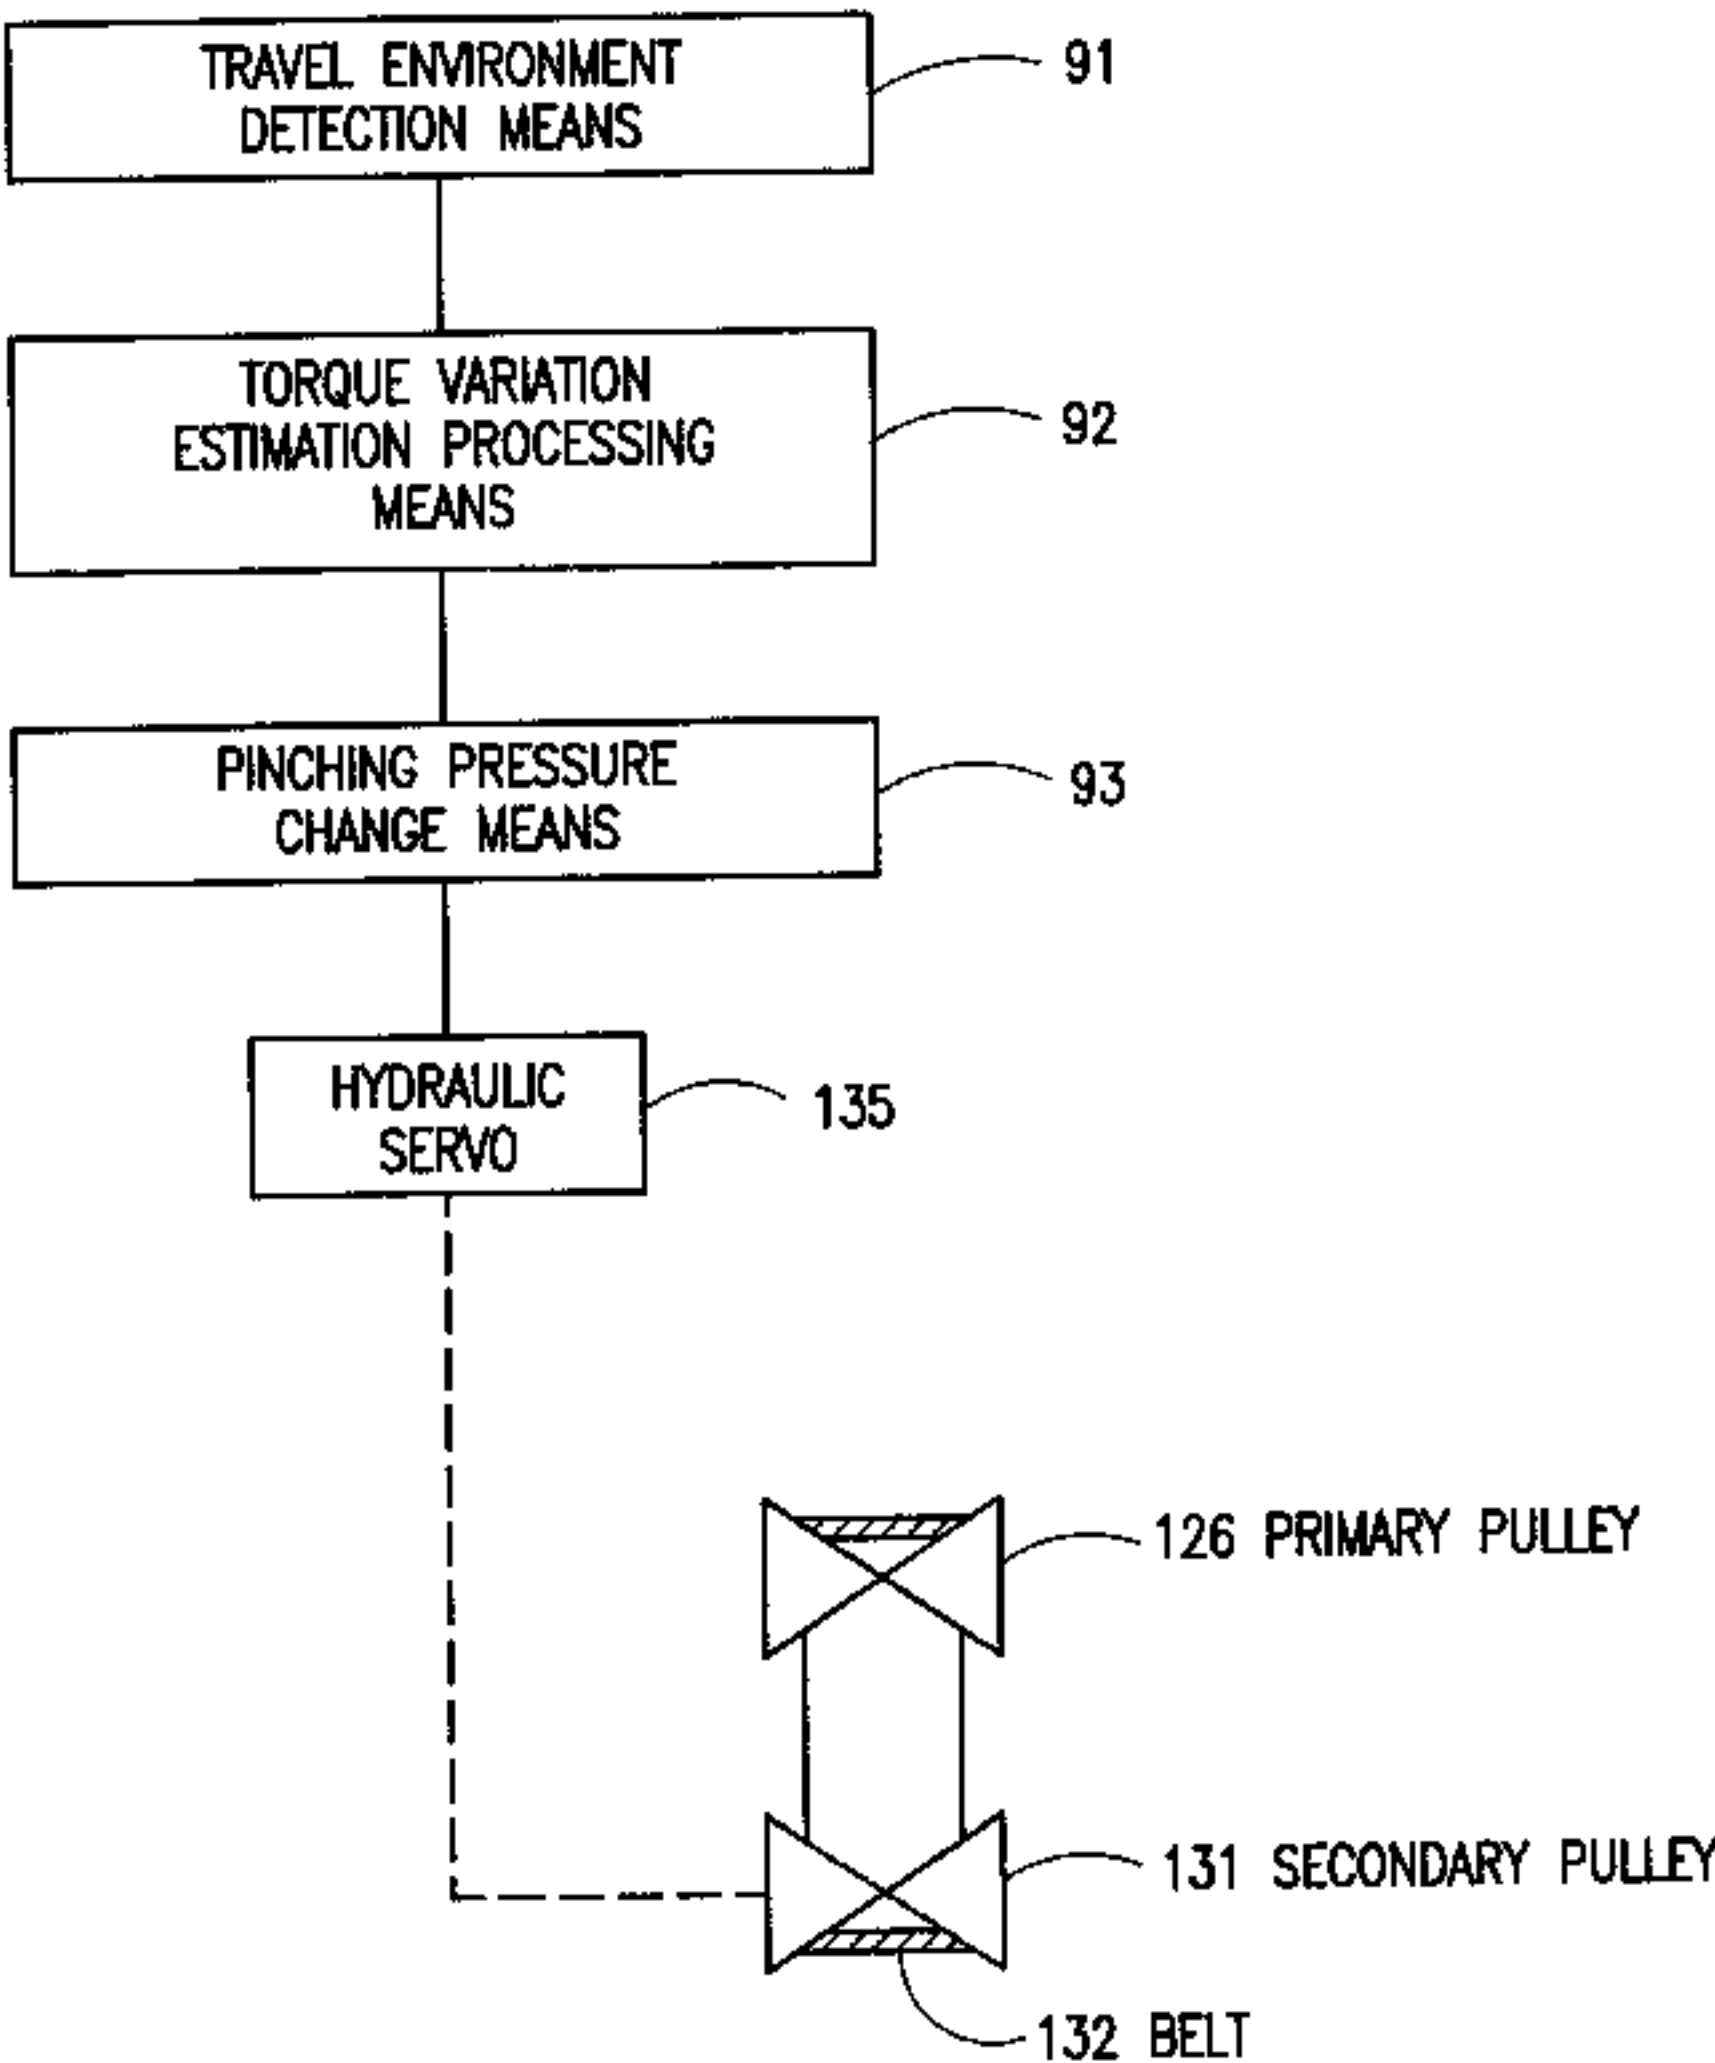 TRAVEL ENVIRONMENT
DETECTION MEANS
91
TORQUE VARIATION
ESTIMATION PROCESSING
MEANS
92
PINCHING PRESSURE
CHANGE MEANS
93
HYDRAULIC
SERVO
135
126 PRIMARY PULLEY
131 SECONDARY PULLEY
132 BELT